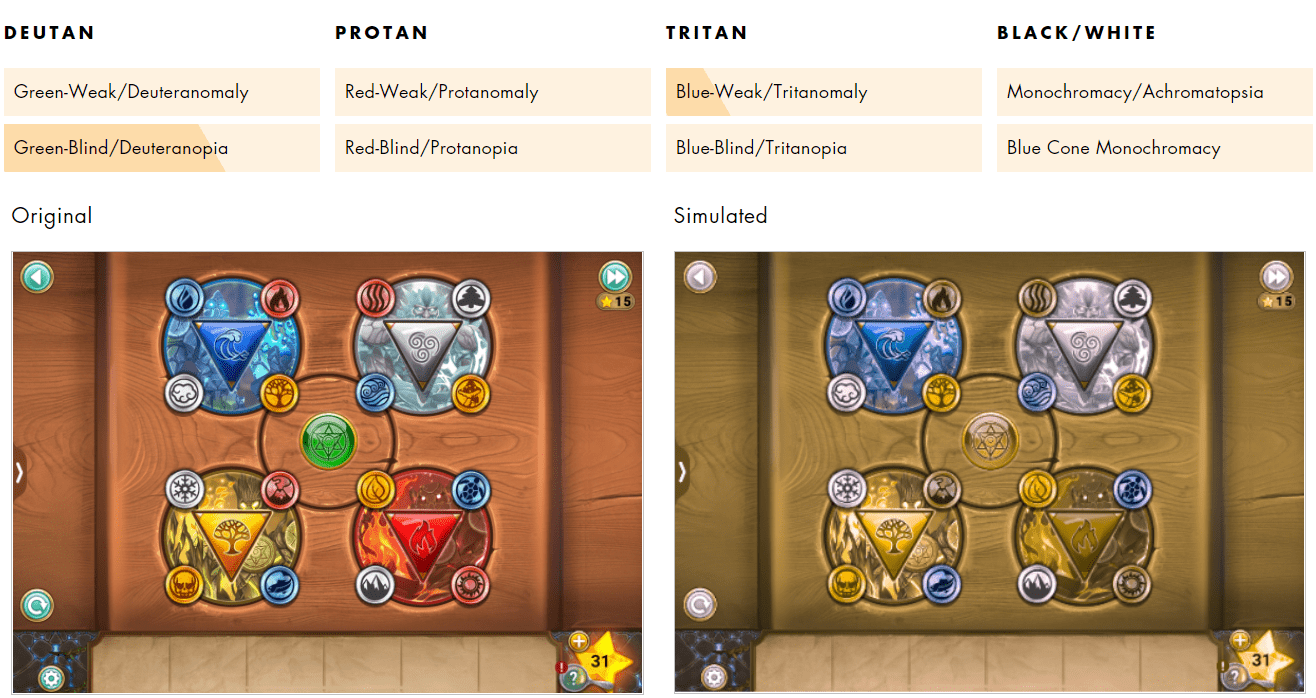 DEUTAN
PROTAN
TRITAN
BLACK/WHITE
Green-Weak/Deuteranomaly
Red-Weak/Protanomaly
Blue-Weak/Tritanomaly
Monochromacy/Achromatopsia
Green-Blind/Deuteranopia
Red-Blind/Protanopia
Blue-Blind/Tritanopia
Blue Cone Monochromacy
Original
Simulated
15
15
31
!
?
31
!
?